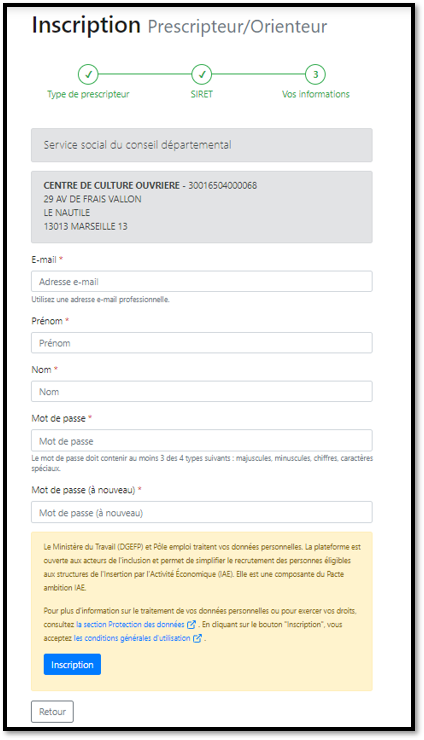 Inscription Prescripteur/Orienteur
3
Type de prescripteur SIRET Vos informations
Service social du conseil départemental
CENTRE DE CULTURE OUVRIERE - 30016504000068
29 AV DE FRAIS VALLON
LE NAUTILE
13013 MARSEILLE 13
E-mail *
Adresse e-mail
Utilisez une adresse e-mail professionnelle.
Prénom *
Prénom
Nom *
Nom
Mot de passe *
Mot de passe
Le mot de passe doit contenir au moins 3 des 4 types suivants : majuscules, minuscules, chiffres, caractères
spéciaux.
Mot de passe (à nouveau) *
Mot de passe (à nouveau)
Le Ministère du Travail (DGEFP) et Pôle emploi traitent vos données personnelles. La plateforme est
ouverte aux acteurs de l'inclusion et permet de simplifier le recrutement des personnes éligibles
aux structures de l'Insertion par l'Activité Économique (IAE). Elle est une composante du Pacte
ambition IAE.
Pour plus d'information sur le traitement de vos données personnelles ou pour exercer vos droits,
consultez la section Protection des données . En cliquant sur le bouton "Inscription", vous
acceptez les conditions générales d'utilisation .
Inscription
Retour